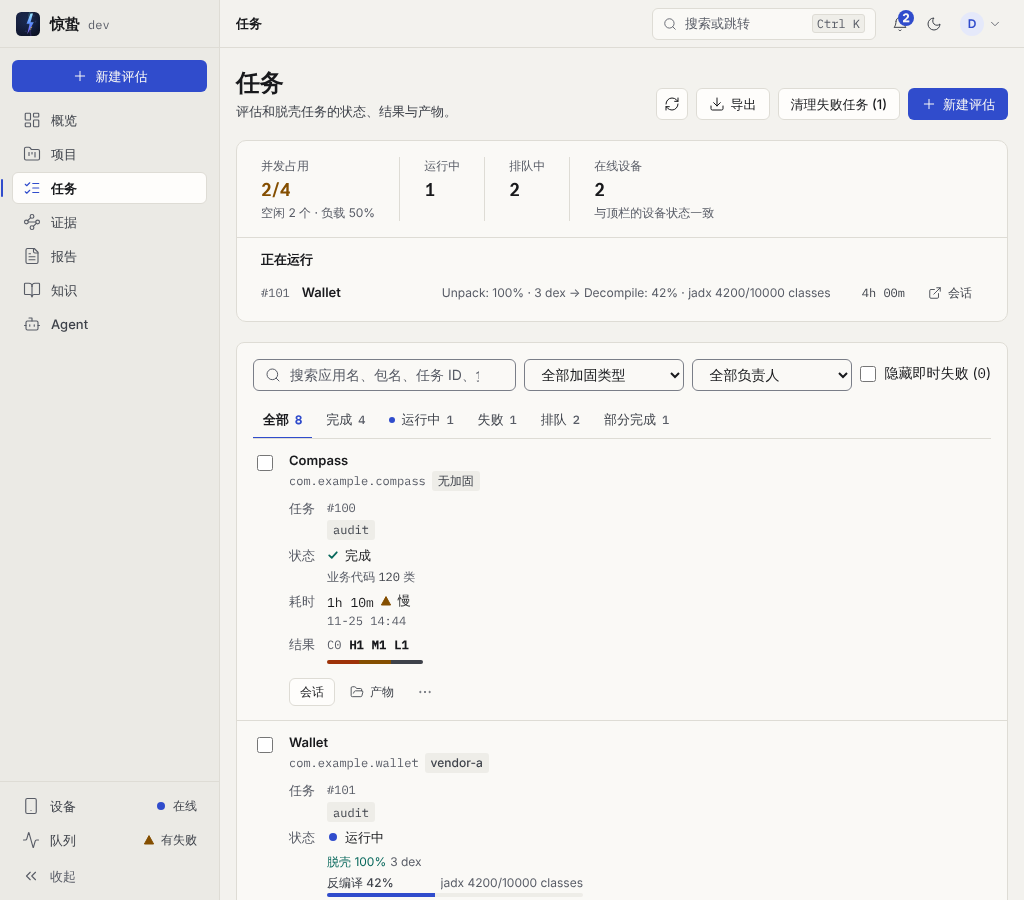 惊蛰 dev
任务
搜索或跳转 Ctrl K
2
D
新建评估
概览
项目
任务
证据
报告
知识
Agent
设备 在线
队列 有失败
收起
任务
评估和脱壳任务的状态、结果与产物。
导出
清理失败任务 (1)
新建评估
并发占用 运行中 排队中 在线设备
2/4 1 2 2
空闲 2 个 · 负载 50% 与顶栏的设备状态一致
正在运行
#101 Wallet Unpack: 100% · 3 dex → Decompile: 42% · jadx 4200/10000 classes 4h 00m 会话
搜索应用名、包名、任务 ID、 全部加固类型 全部负责人 隐藏即时失败 (0)
全部 8 完成 4 运行中 1 失败 1 排队 2 部分完成 1
Compass
com.example.compass 无加固
任务 #100
audit
状态 完成
业务代码 120 类
耗时 1h 10m 慢
11-25 14:44
结果 C0 H1 M1 L1
会话 产物 ···
Wallet
com.example.wallet vendor-a
任务 #101
audit
状态 运行中
脱壳 100% 3 dex
反编译 42% jadx 4200/10000 classes